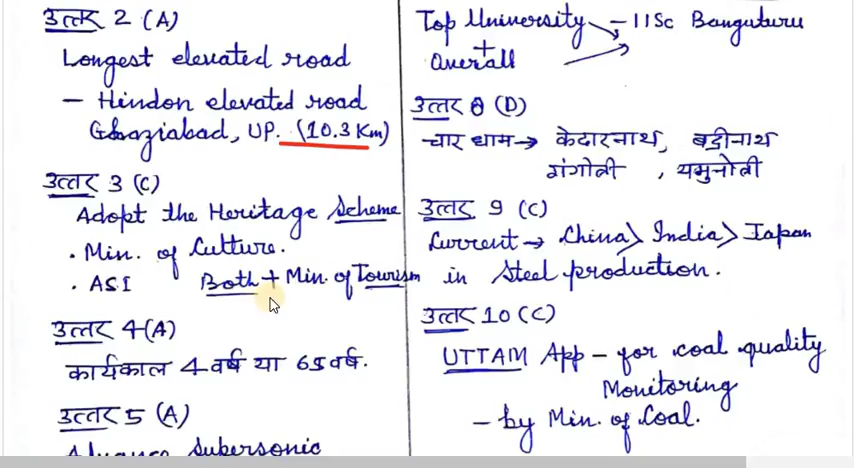 उत्तर 2 (A)
Longest elevated road
- Hindon elevated road
Ghaziabad, UP. (10.3 Km)
उत्तर 3 (C)
Adopt the Heritage Scheme
• Min. of Culture.
• ASI Both + Min. of Tourism
उत्तर 4 (A)
कार्यकाल 4 वर्ष या 65 वर्ष.
उत्तर 5 (A)
Advance Supersonic
Top University - IISc Banguturu
+
Overall
उत्तर 8 (D)
चार धाम → केदारनाथ, बद्रीनाथ
गंगोत्री , यमुनोत्री
उत्तर 9 (C)
Current → China > India > Japan
in Steel production.
उत्तर 10 (C)
UTTAM App - for coal quality
Monitoring
- by Min. of Coal.